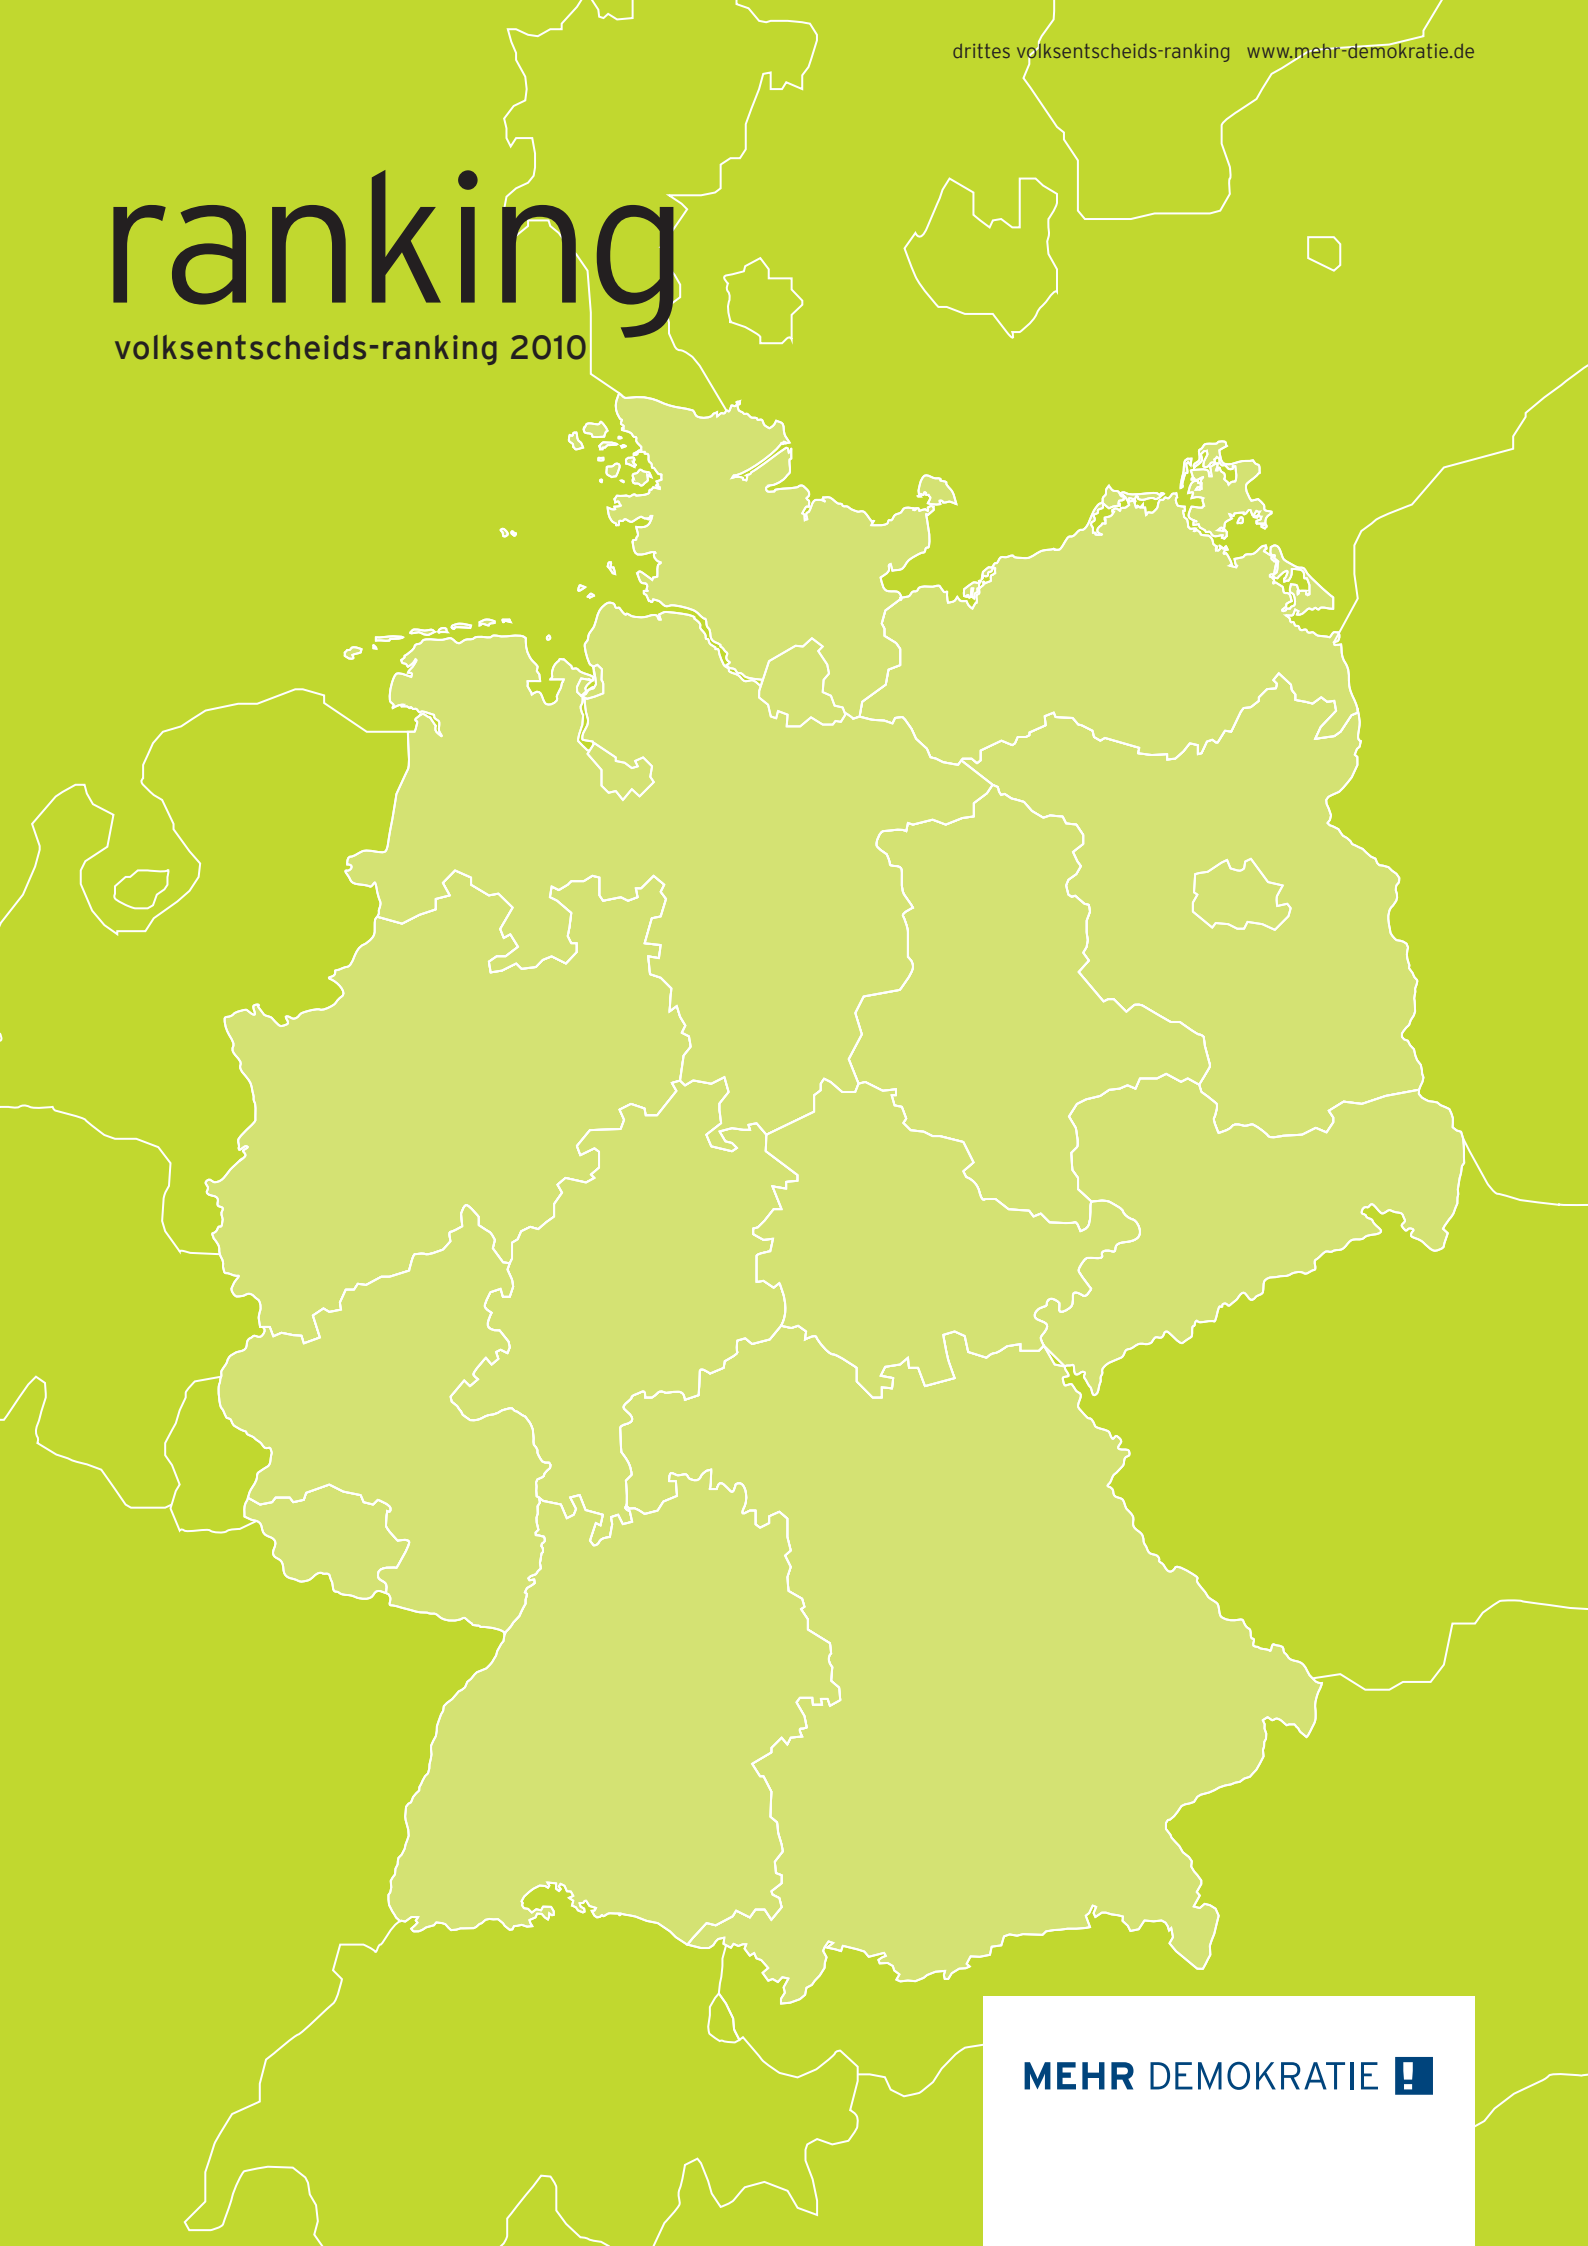 drittes volksentscheids-ranking www.mehr-demokratie.de
ranking
volksentscheids-ranking 2010
MEHR DEMOKRATIE !